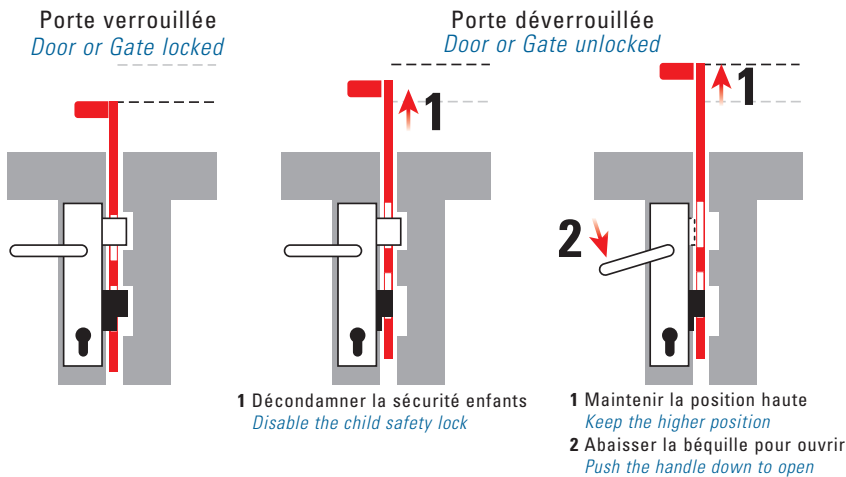 Porte verrouillée
Door or Gate locked
Porte déverrouillée
Door or Gate unlocked
1
1
2
1 Décondamner la sécurité enfants
Disable the child safety lock
1 Maintenir la position haute
Keep the higher position
2 Abaisser la béquille pour ouvrir
Push the handle down to open